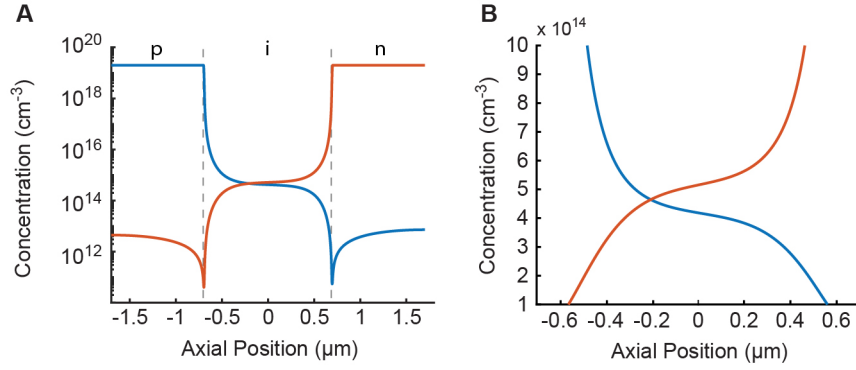 A
p
i
n
10^20
10^18
10^16
10^14
10^12
Concentration (cm^-3)
-1.5 -1 -0.5 0 0.5 1 1.5
Axial Position (μm)
B
x 10^14
10
9
8
7
6
5
4
3
2
1
Concentration (cm^-3)
-0.6 -0.4 -0.2 0 0.2 0.4 0.6
Axial Position (μm)